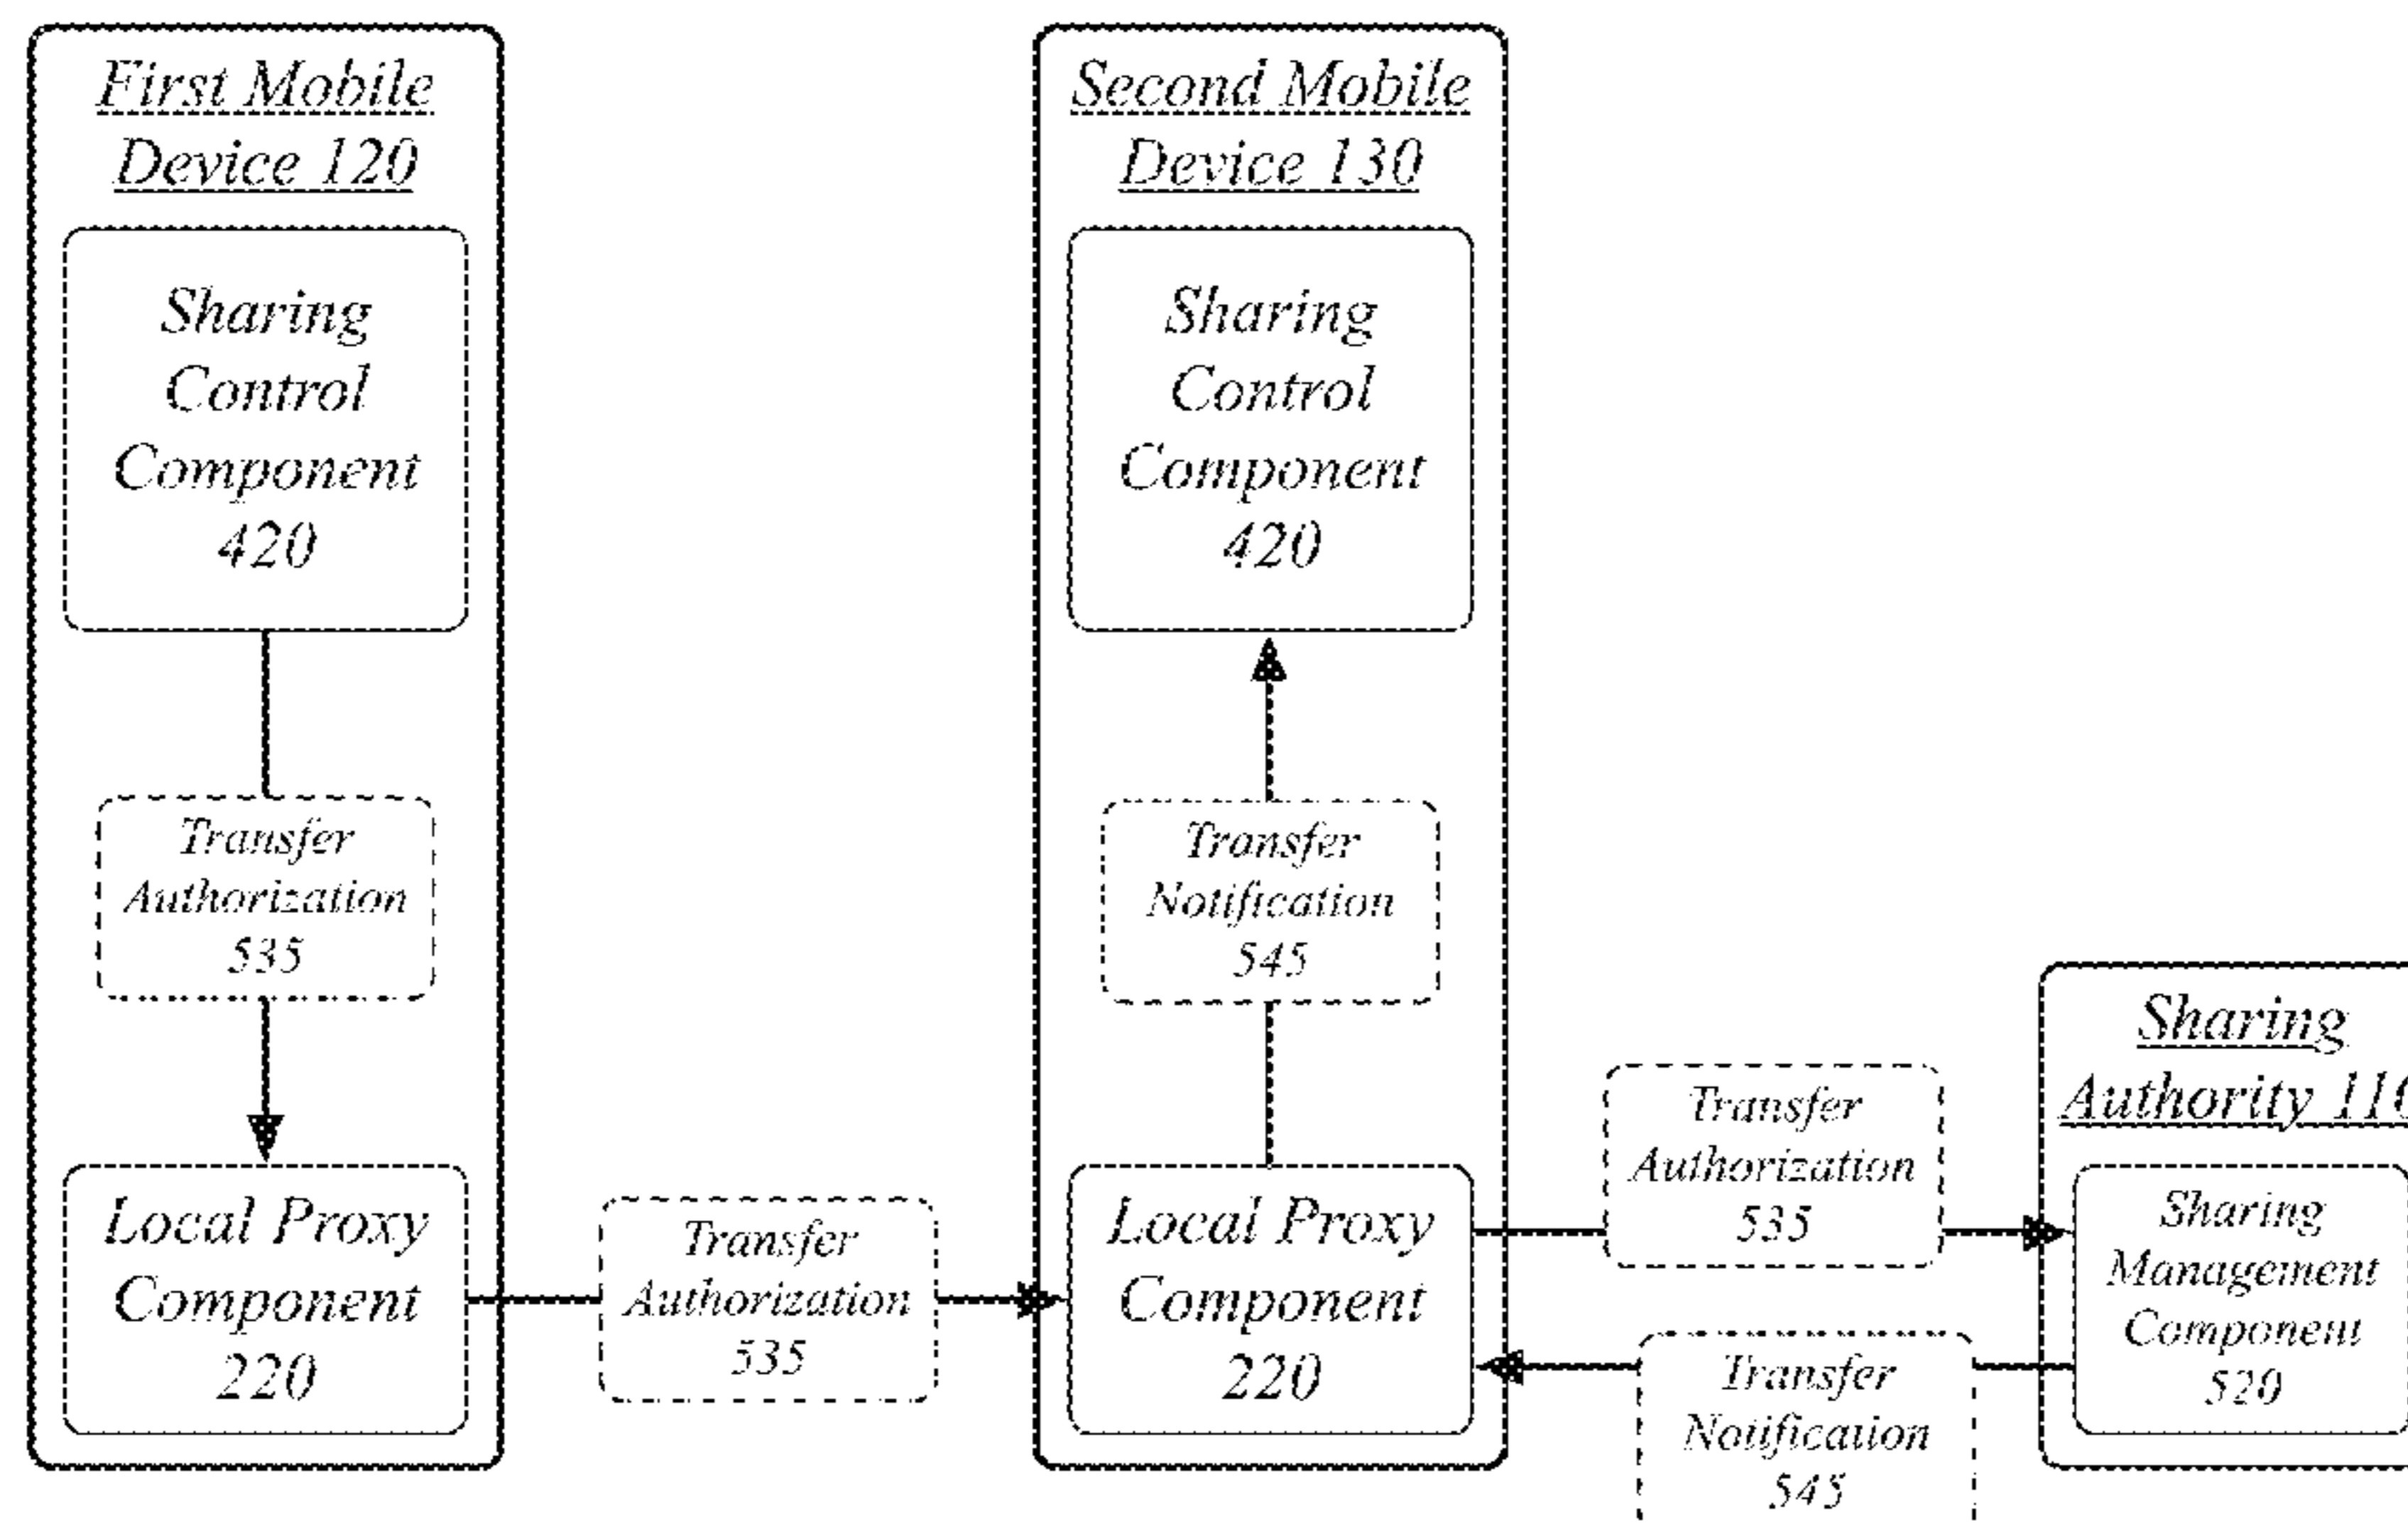 First Mobile
Device 120
Sharing
Control
Component
420
Transfer
Authorization
535
Local Proxy
Component
220
Transfer
Authorization
535
Second Mobile
Device 130
Sharing
Control
Component
420
Transfer
Notification
545
Local Proxy
Component
220
Transfer
Authorization
535
Transfer
Notification
545
Sharing
Authority 110
Sharing
Management
Component
520